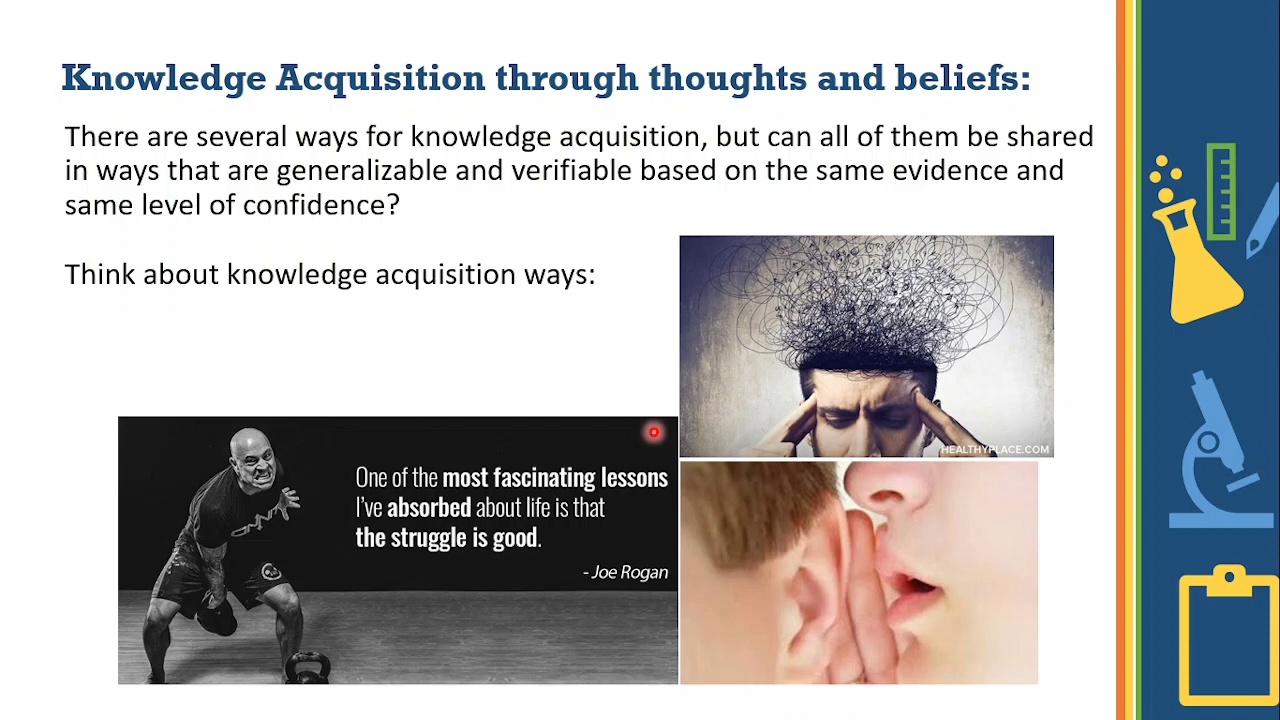 Knowledge Acquisition through thoughts and beliefs:
There are several ways for knowledge acquisition, but can all of them be shared
in ways that are generalizable and verifiable based on the same evidence and
same level of confidence?
Think about knowledge acquisition ways:
HEALTHYPLACE.COM
One of the most fascinating lessons
I've absorbed about life is that
the struggle is good.
- Joe Rogan